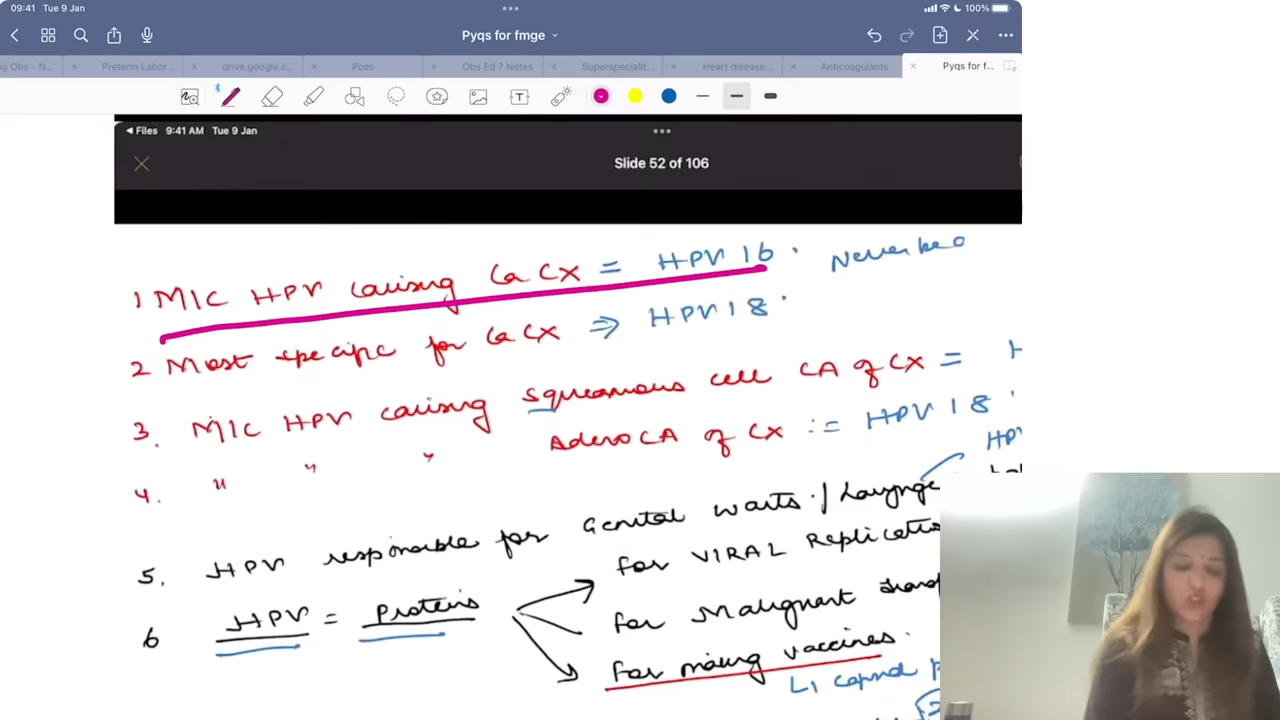 09:41 Tue 9 Jan
100%
Pyqs for fmge
g Obs - N...
Preterm Labor...
drive.google.c...
Pcos
Obs Ed 7 Notes
Superspecialit...
Heart disease...
Anticoagulants
Pyqs for f...
Files 9:41 AM Tue 9 Jan
Slide 52 of 106
1 M/C HPV causing Ca CX = HPV 16. Never be
2 Most specific for Ca CX ⇒ HPV 18
3. M/C HPV causing squamous cell CA of CX =
4. " " " Adeno CA of CX := HPV 18
5. HPV responsible for Genital warts / Larynge
6 HPV = Proteins
for VIRAL Replication
for Malignant
for making vaccines.
L1 capsid p